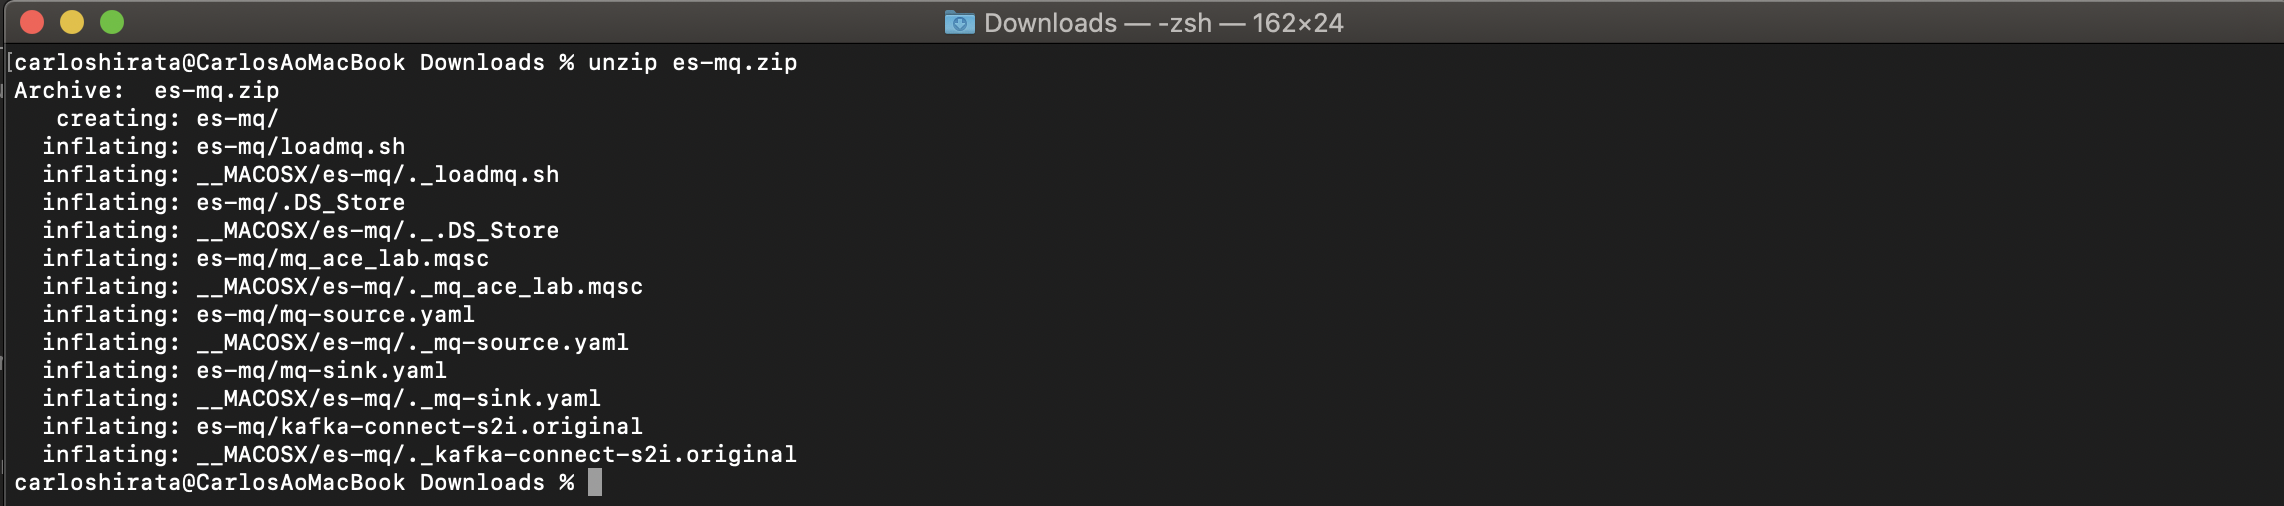 Downloads — -zsh — 162×24
[carloshirata@CarlosAoMacBook Downloads % unzip es-mq.zip
Archive:  es-mq.zip
   creating: es-mq/
  inflating: es-mq/loadmq.sh
  inflating: __MACOSX/es-mq/._loadmq.sh
  inflating: es-mq/.DS_Store
  inflating: __MACOSX/es-mq/._.DS_Store
  inflating: es-mq/mq_ace_lab.mqsc
  inflating: __MACOSX/es-mq/._mq_ace_lab.mqsc
  inflating: es-mq/mq-source.yaml
  inflating: __MACOSX/es-mq/._mq-source.yaml
  inflating: es-mq/mq-sink.yaml
  inflating: __MACOSX/es-mq/._mq-sink.yaml
  inflating: es-mq/kafka-connect-s2i.original
  inflating: __MACOSX/es-mq/._kafka-connect-s2i.original
carloshirata@CarlosAoMacBook Downloads %